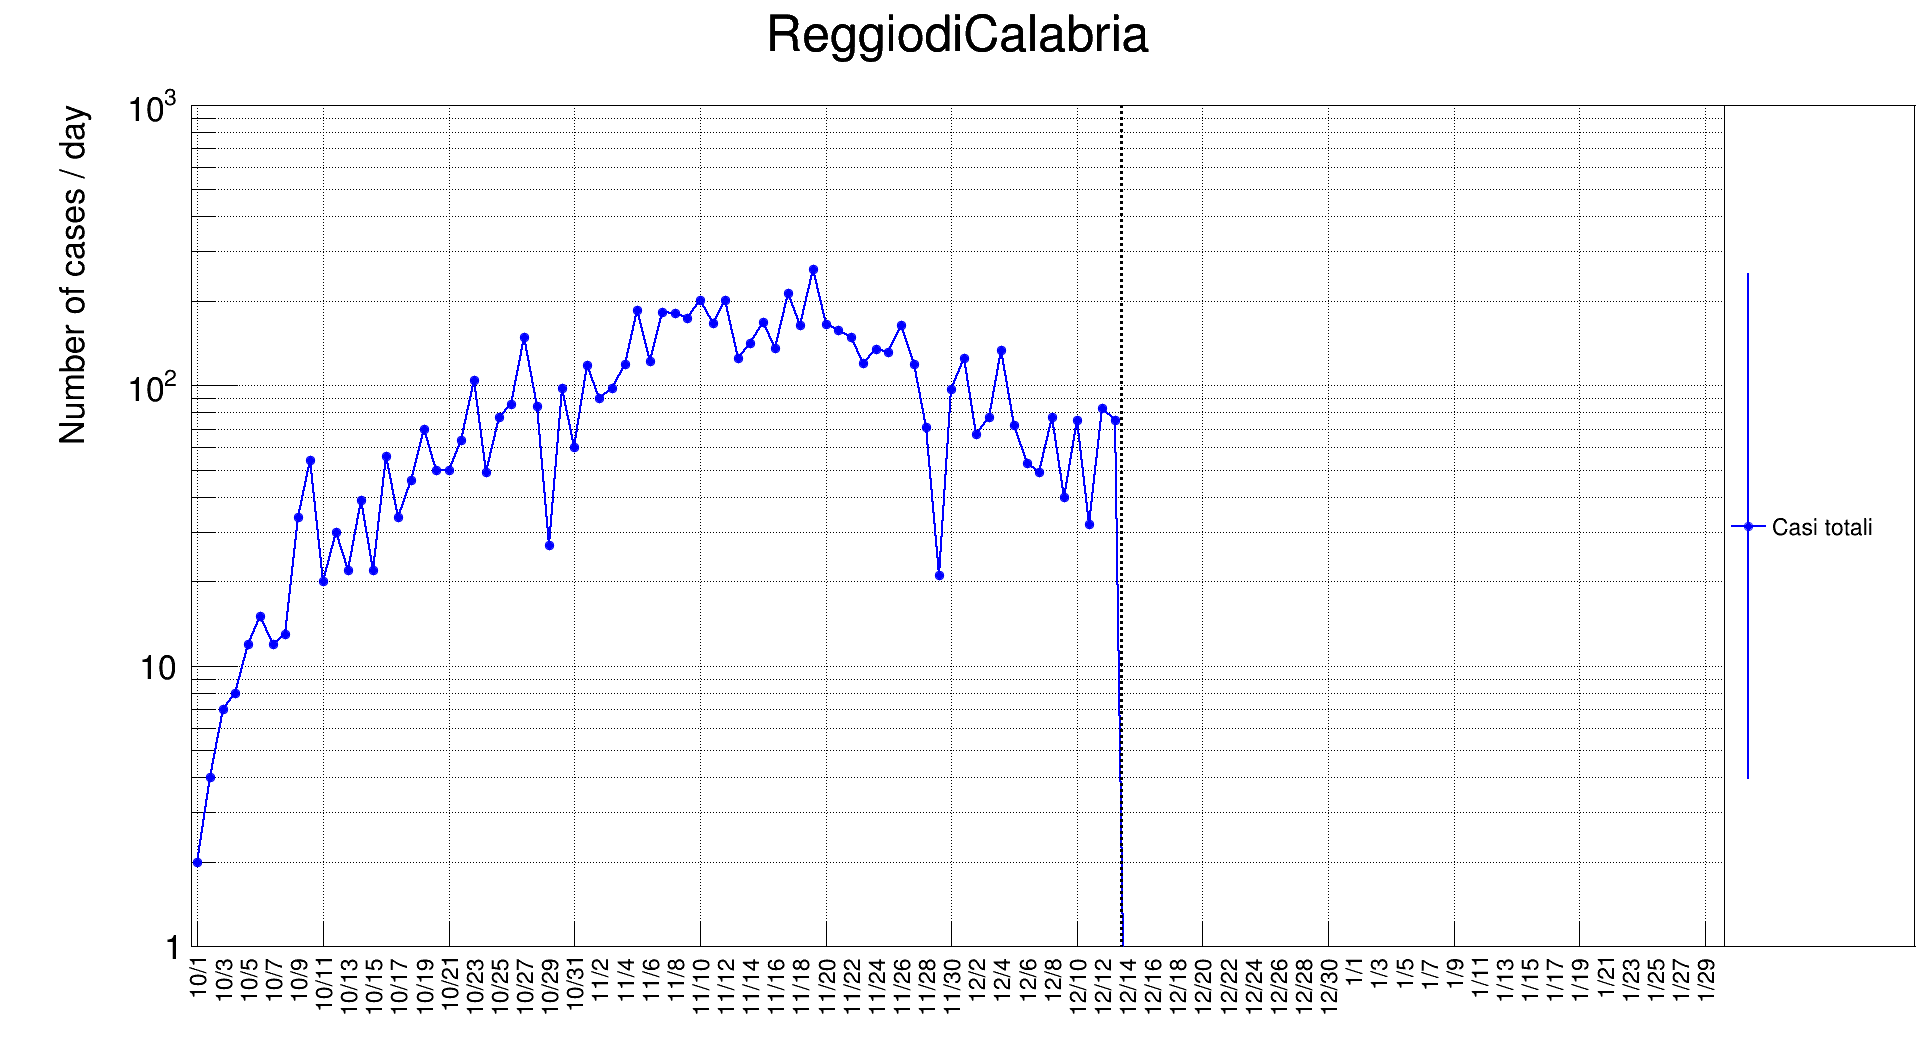 ReggiodiCalabria
Number of cases / day
10³
10²
10
1
10/1 10/3 10/5 10/7 10/9 10/11 10/13 10/15 10/17 10/19 10/21 10/23 10/25 10/27 10/29 10/31 11/2 11/4 11/6 11/8 11/10 11/12 11/14 11/16 11/18 11/20 11/22 11/24 11/26 11/28 11/30 12/2 12/4 12/6 12/8 12/10 12/12 12/14 12/16 12/18 12/20 12/22 12/24 12/26 12/28 12/30 1/1 1/3 1/5 1/7 1/9 1/11 1/13 1/15 1/17 1/19 1/21 1/23 1/25 1/27 1/29
Casi totali